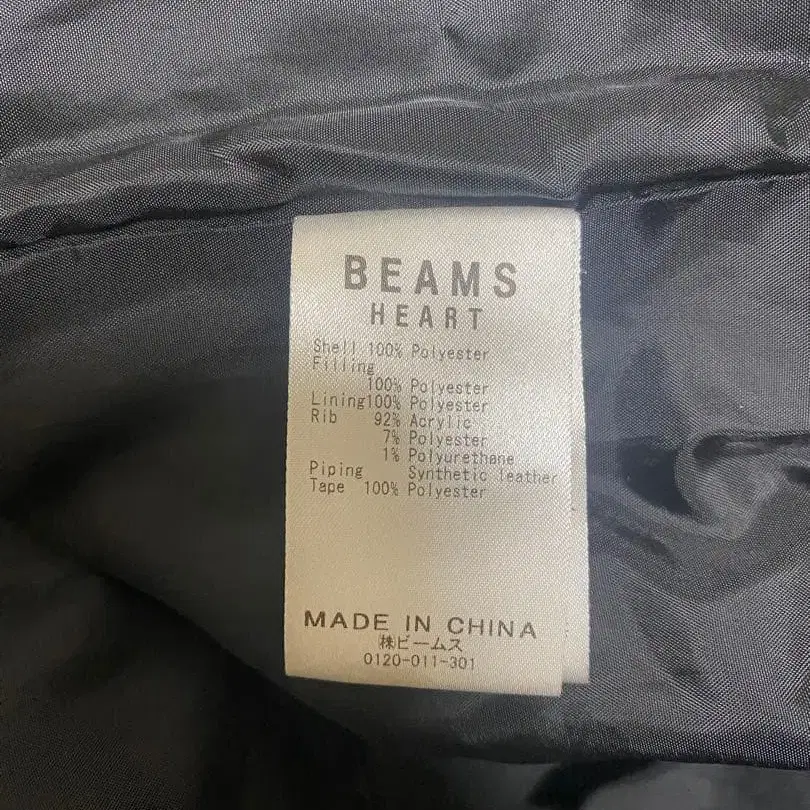 BEAMS
HEART
Shell 100% Polyester
Filling
100% Polyester
Lining100% Polyester
Rib 92% Acrylic
7% Polyester
1% Polyurethane
Piping Synthetic leather
Tape 100% Polyester
MADE IN CHINA
㈱ビームス
0120-011-301